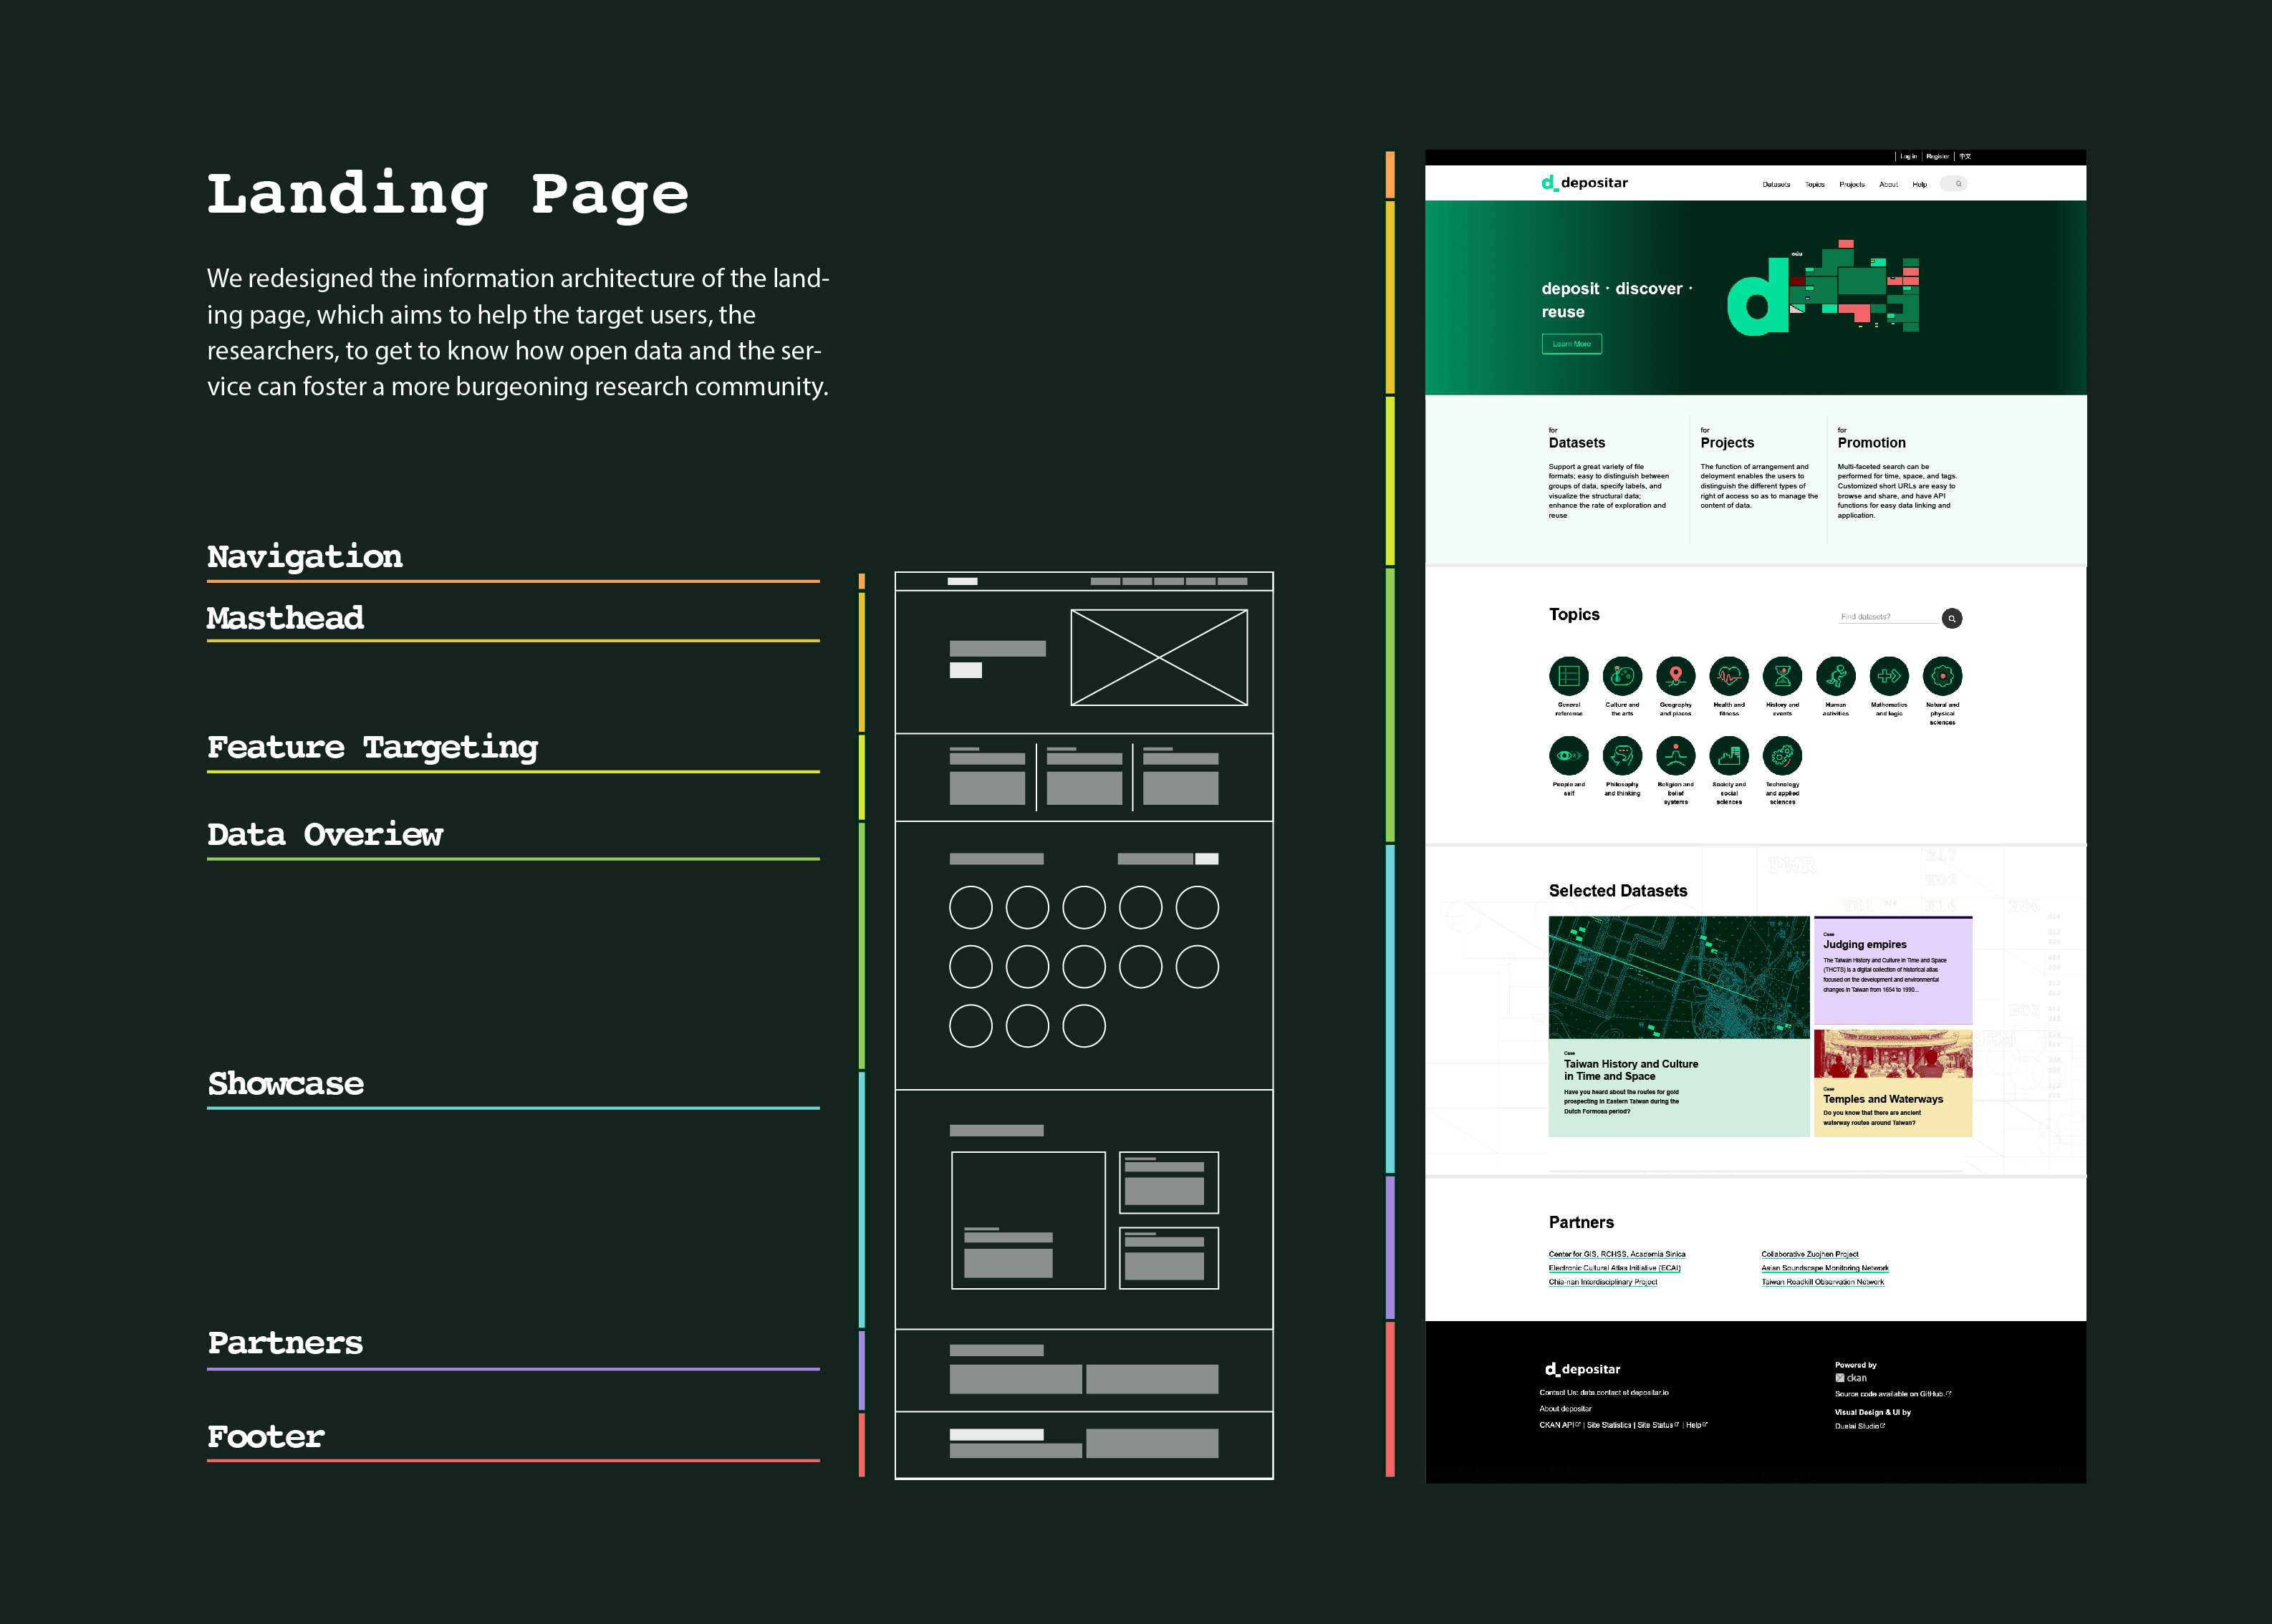 Landing Page
We redesigned the information architecture of the land-
ing page, which aims to help the target users, the
researchers, to get to know how open data and the ser-
vice can foster a more burgeoning research community.
Navigation
Masthead
Feature Targeting
Data Overiew
Showcase
Partners
Footer
Log in | Register | 中文
d_depositar
Datasets Topics Projects About Help
deposit · discover ·
reuse
Learn More
for
Datasets
Support a great variety of file
formats; easy to distinguish between
groups of data, specify labels, and
visualize the structural data;
enhance the rate of exploration and
reuse
for
Projects
The function of arrangement and
deloyment enables the users to
distinguish the different types of
right of access so as to manage the
content of data.
for
Promotion
Multi-faceted search can be
performed for time, space, and tags.
Customized short URLs are easy to
browse and share, and have API
functions for easy data linking and
application.
Topics
Find datasets?
General
reference
Culture and
the arts
Geography
and places
Health and
fitness
History and
events
Human
activities
Mathematics
and logic
Natural and
physical
sciences
People and
self
Philosophy
and thinking
Religion and
belief
systems
Society and
social
sciences
Technology
and applied
sciences
Selected Datasets
Case
Taiwan History and Culture
in Time and Space
Have you heard about the routes for gold
prospecting in Eastern Taiwan during the
Dutch Formosa period?
Case
Judging empires
The Taiwan History and Culture in Time and Space
(THCTS) is a digital collection of historical atlas
focused on the development and environmental
changes in Taiwan from 1654 to 1990...
Case
Temples and Waterways
Do you know that there are ancient
waterway routes around Taiwan?
Partners
Center for GIS, RCHSS, Academia Sinica
Electronic Cultural Atlas Initiative (ECAI)
Chia-nan Interdisciplinary Project
Collaborative Zuojhen Project
Asian Soundscape Monitoring Network
Taiwan Roadkill Observation Network
d_depositar
Contact Us: data.contact at depositar.io
About depositar
CKAN API | Site Statistics | Site Status | Help
Powered by
ckan
Source code available on GitHub.
Visual Design & UI by
Dualai Studio